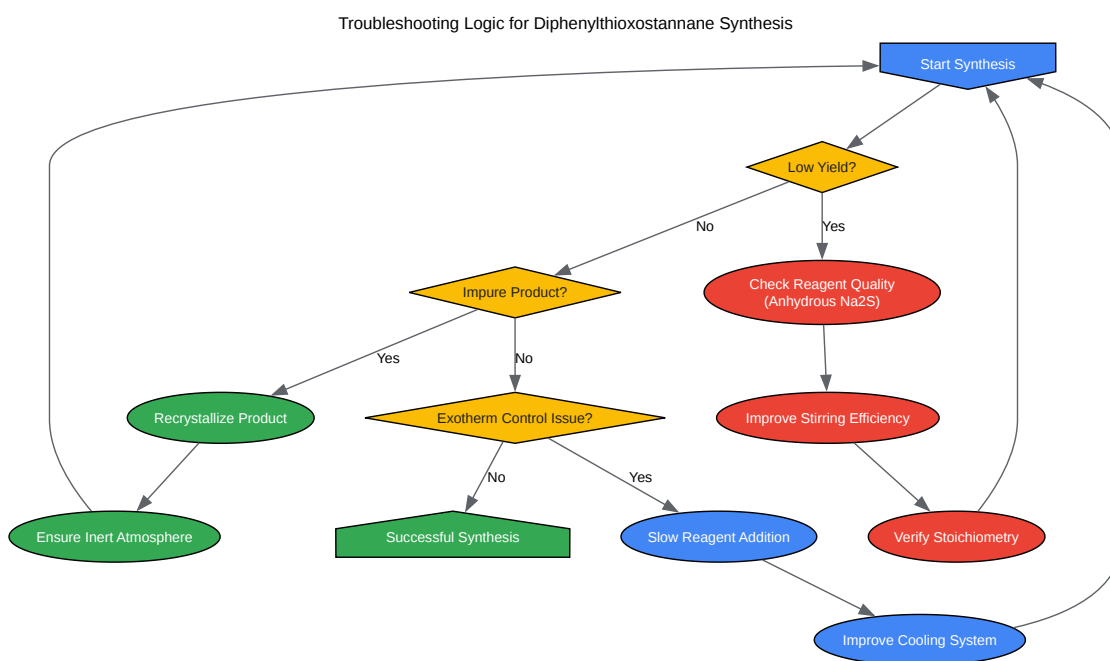 Troubleshooting Logic for Diphenylthioxostannane Synthesis
Start Synthesis
Low Yield?
No
Yes
Impure Product?
Check Reagent Quality
(Anhydrous Na2S)
Yes
No
Recrystallize Product
Exotherm Control Issue?
Improve Stirring Efficiency
No
Yes
Ensure Inert Atmosphere
Successful Synthesis
Slow Reagent Addition
Verify Stoichiometry
Improve Cooling System